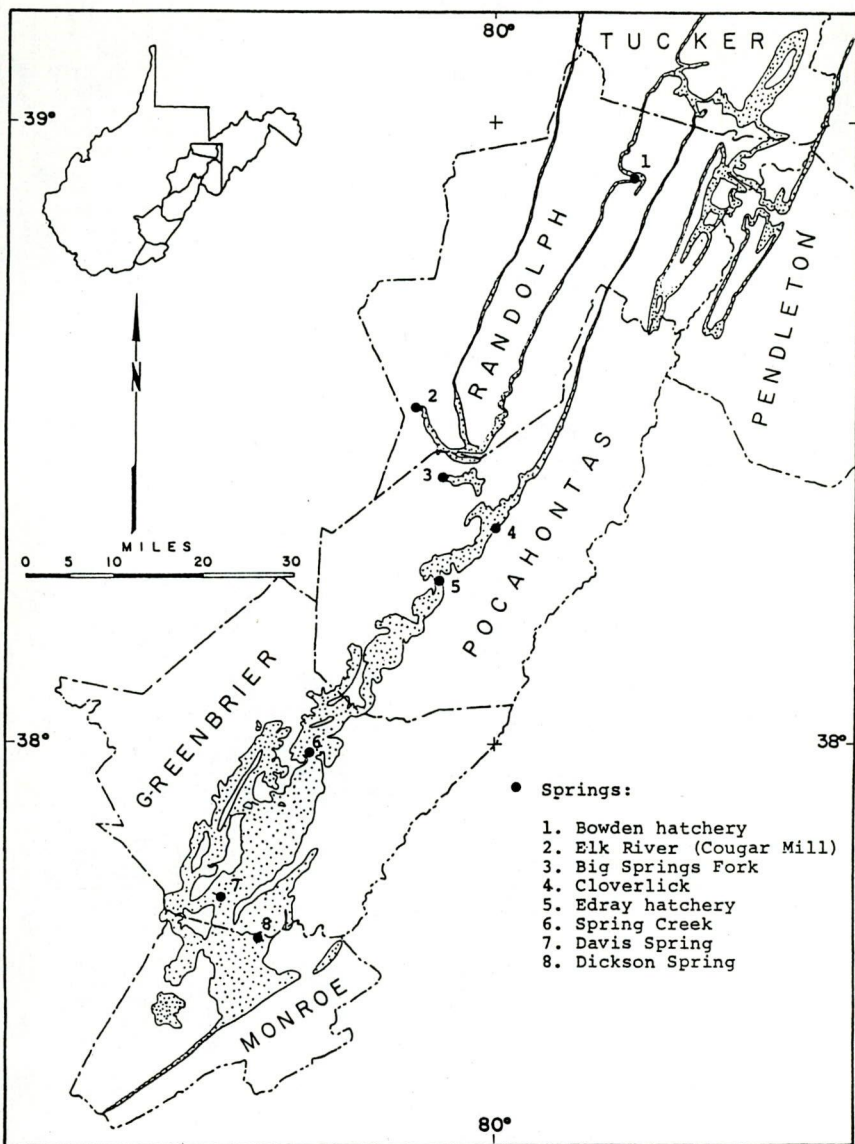 80°
TUCKER
39°
1
RANDOLPH
PENDLETON
N
2
3
POCAHONTAS
4
MILES
0 5 10 20 30
5
GREENBRIER
38°
6
38°
• Springs:
1. Bowden hatchery
2. Elk River (Cougar Mill)
3. Big Springs Fork
4. Cloverlick
5. Edray hatchery
6. Spring Creek
7. Davis Spring
8. Dickson Spring
7
8
MONROE
80°